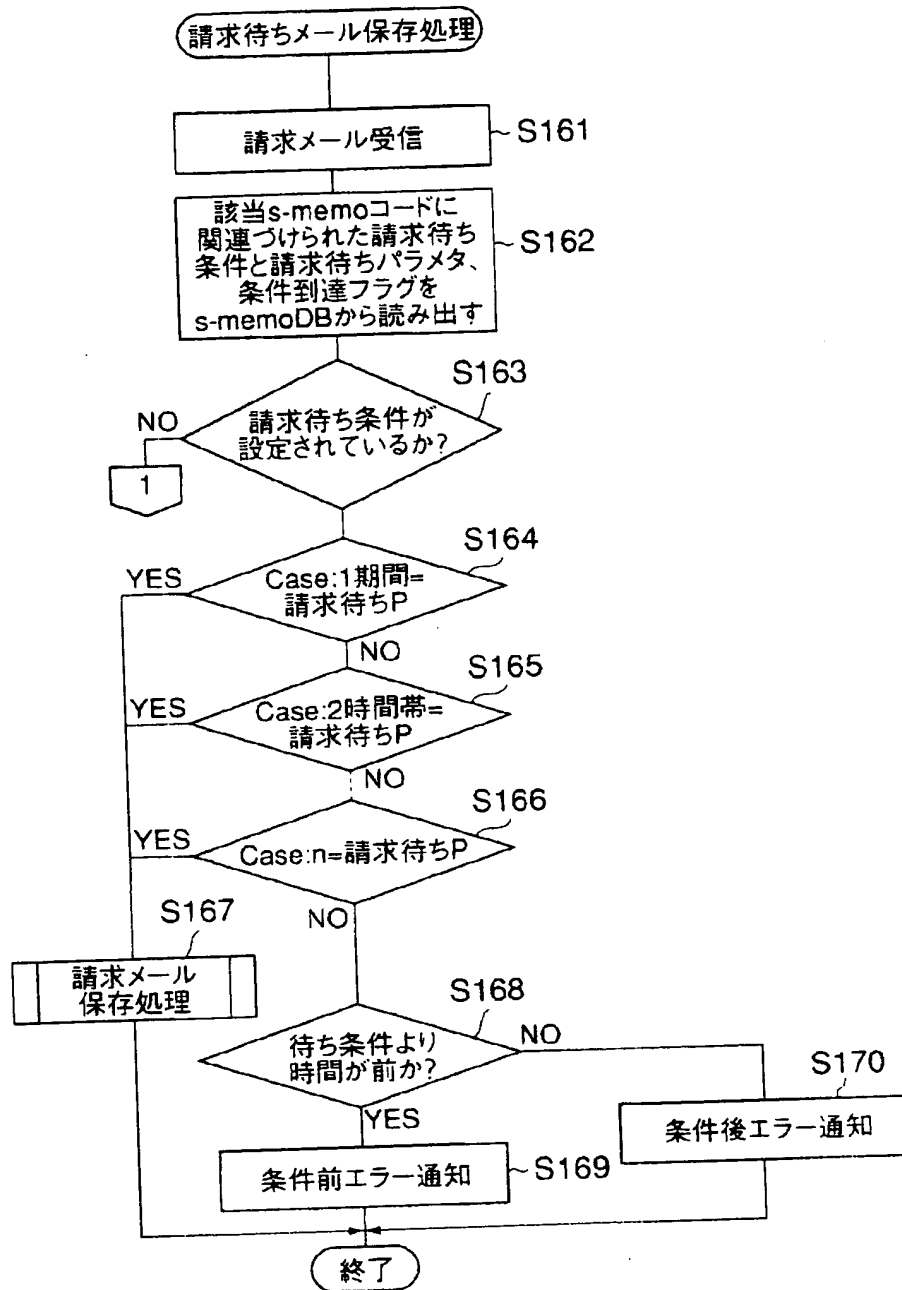 請求待ちメール保存処理
請求メール受信
S161
該当s-memoコードに
関連づけられた請求待ち
条件と請求待ちパラメタ、
条件到達フラグを
s-memoDBから読み出す
S162
S163
NO
請求待ち条件が
設定されているか?
1
S164
YES
Case:1期間=
請求待ちP
NO
S165
YES
Case:2時間帯=
請求待ちP
NO
S166
YES
Case:n=請求待ちP
NO
S167
請求メール
保存処理
S168
待ち条件より
時間が前か?
NO
YES
S170
条件後エラー通知
条件前エラー通知
S169
終了